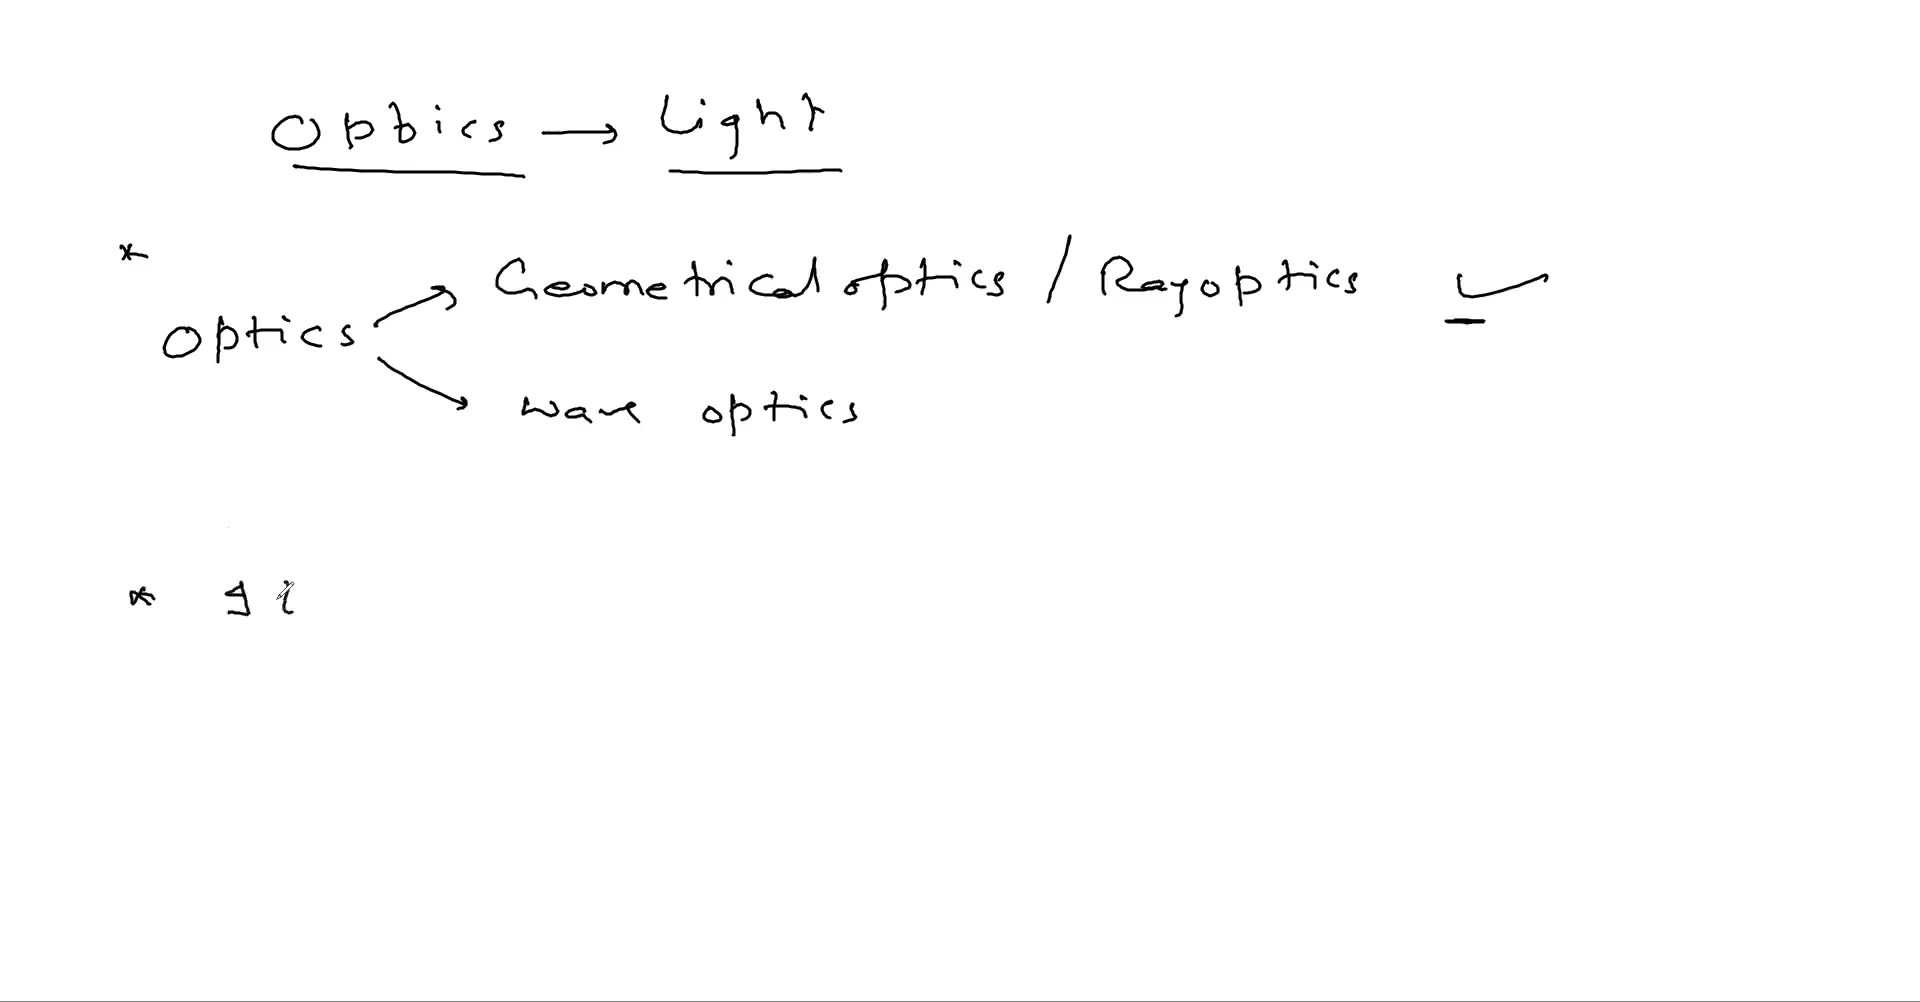 Optics → Light
* Optics → Geometrical optics / Ray optics ✓
→ wave optics
*